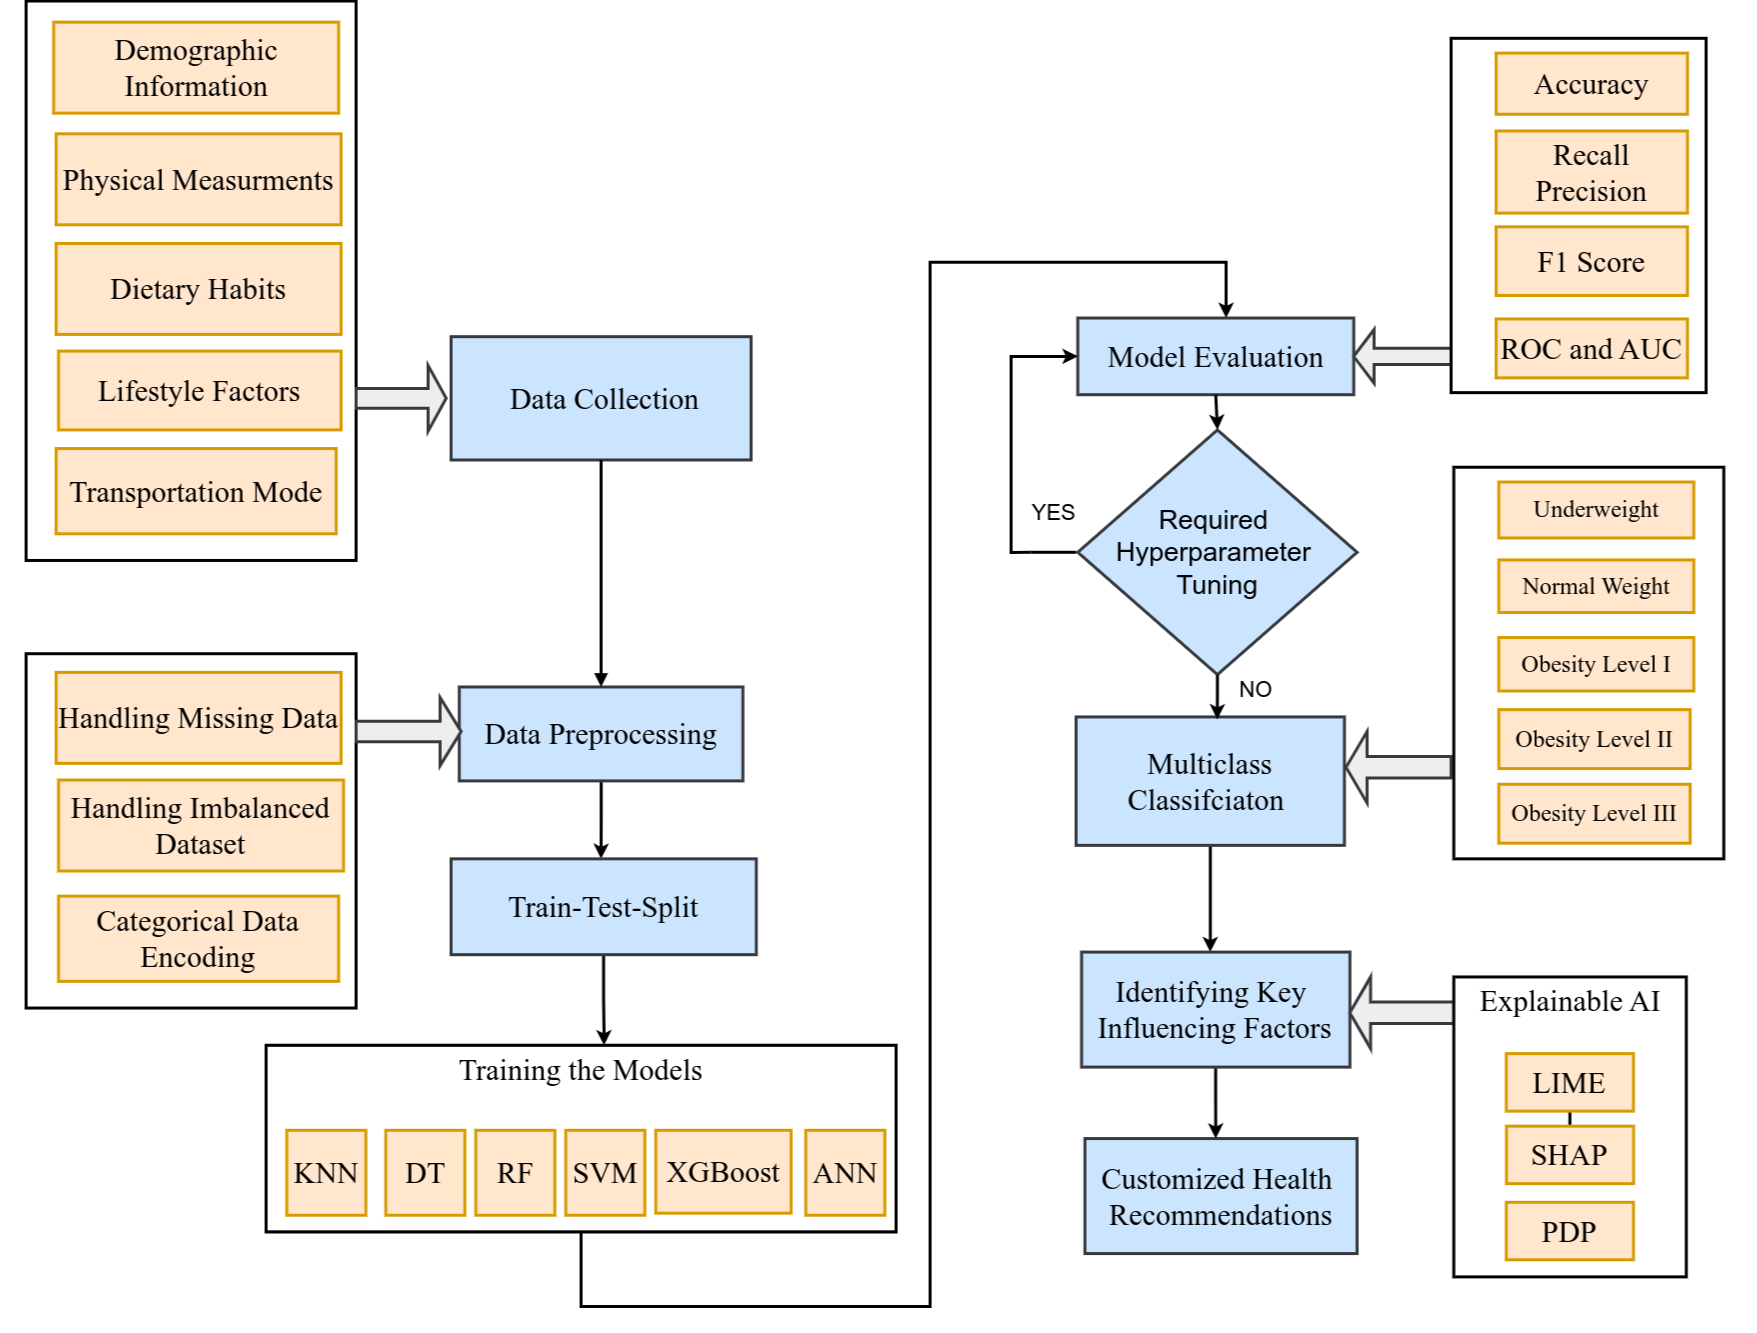 Demographic
Information
Physical Measurments
Dietary Habits
Lifestyle Factors
Transportation Mode
Data Collection
Handling Missing Data
Handling Imbalanced
Dataset
Categorical Data
Encoding
Data Preprocessing
Train-Test-Split
Training the Models
KNN
DT
RF
SVM
XGBoost
ANN
Accuracy
Recall
Precision
F1 Score
ROC and AUC
Model Evaluation
YES
Required
Hyperparameter
Tuning
NO
Underweight
Normal Weight
Obesity Level I
Obesity Level II
Obesity Level III
Multiclass
Classifciaton
Identifying Key
Influencing Factors
Explainable AI
LIME
SHAP
PDP
Customized Health
Recommendations